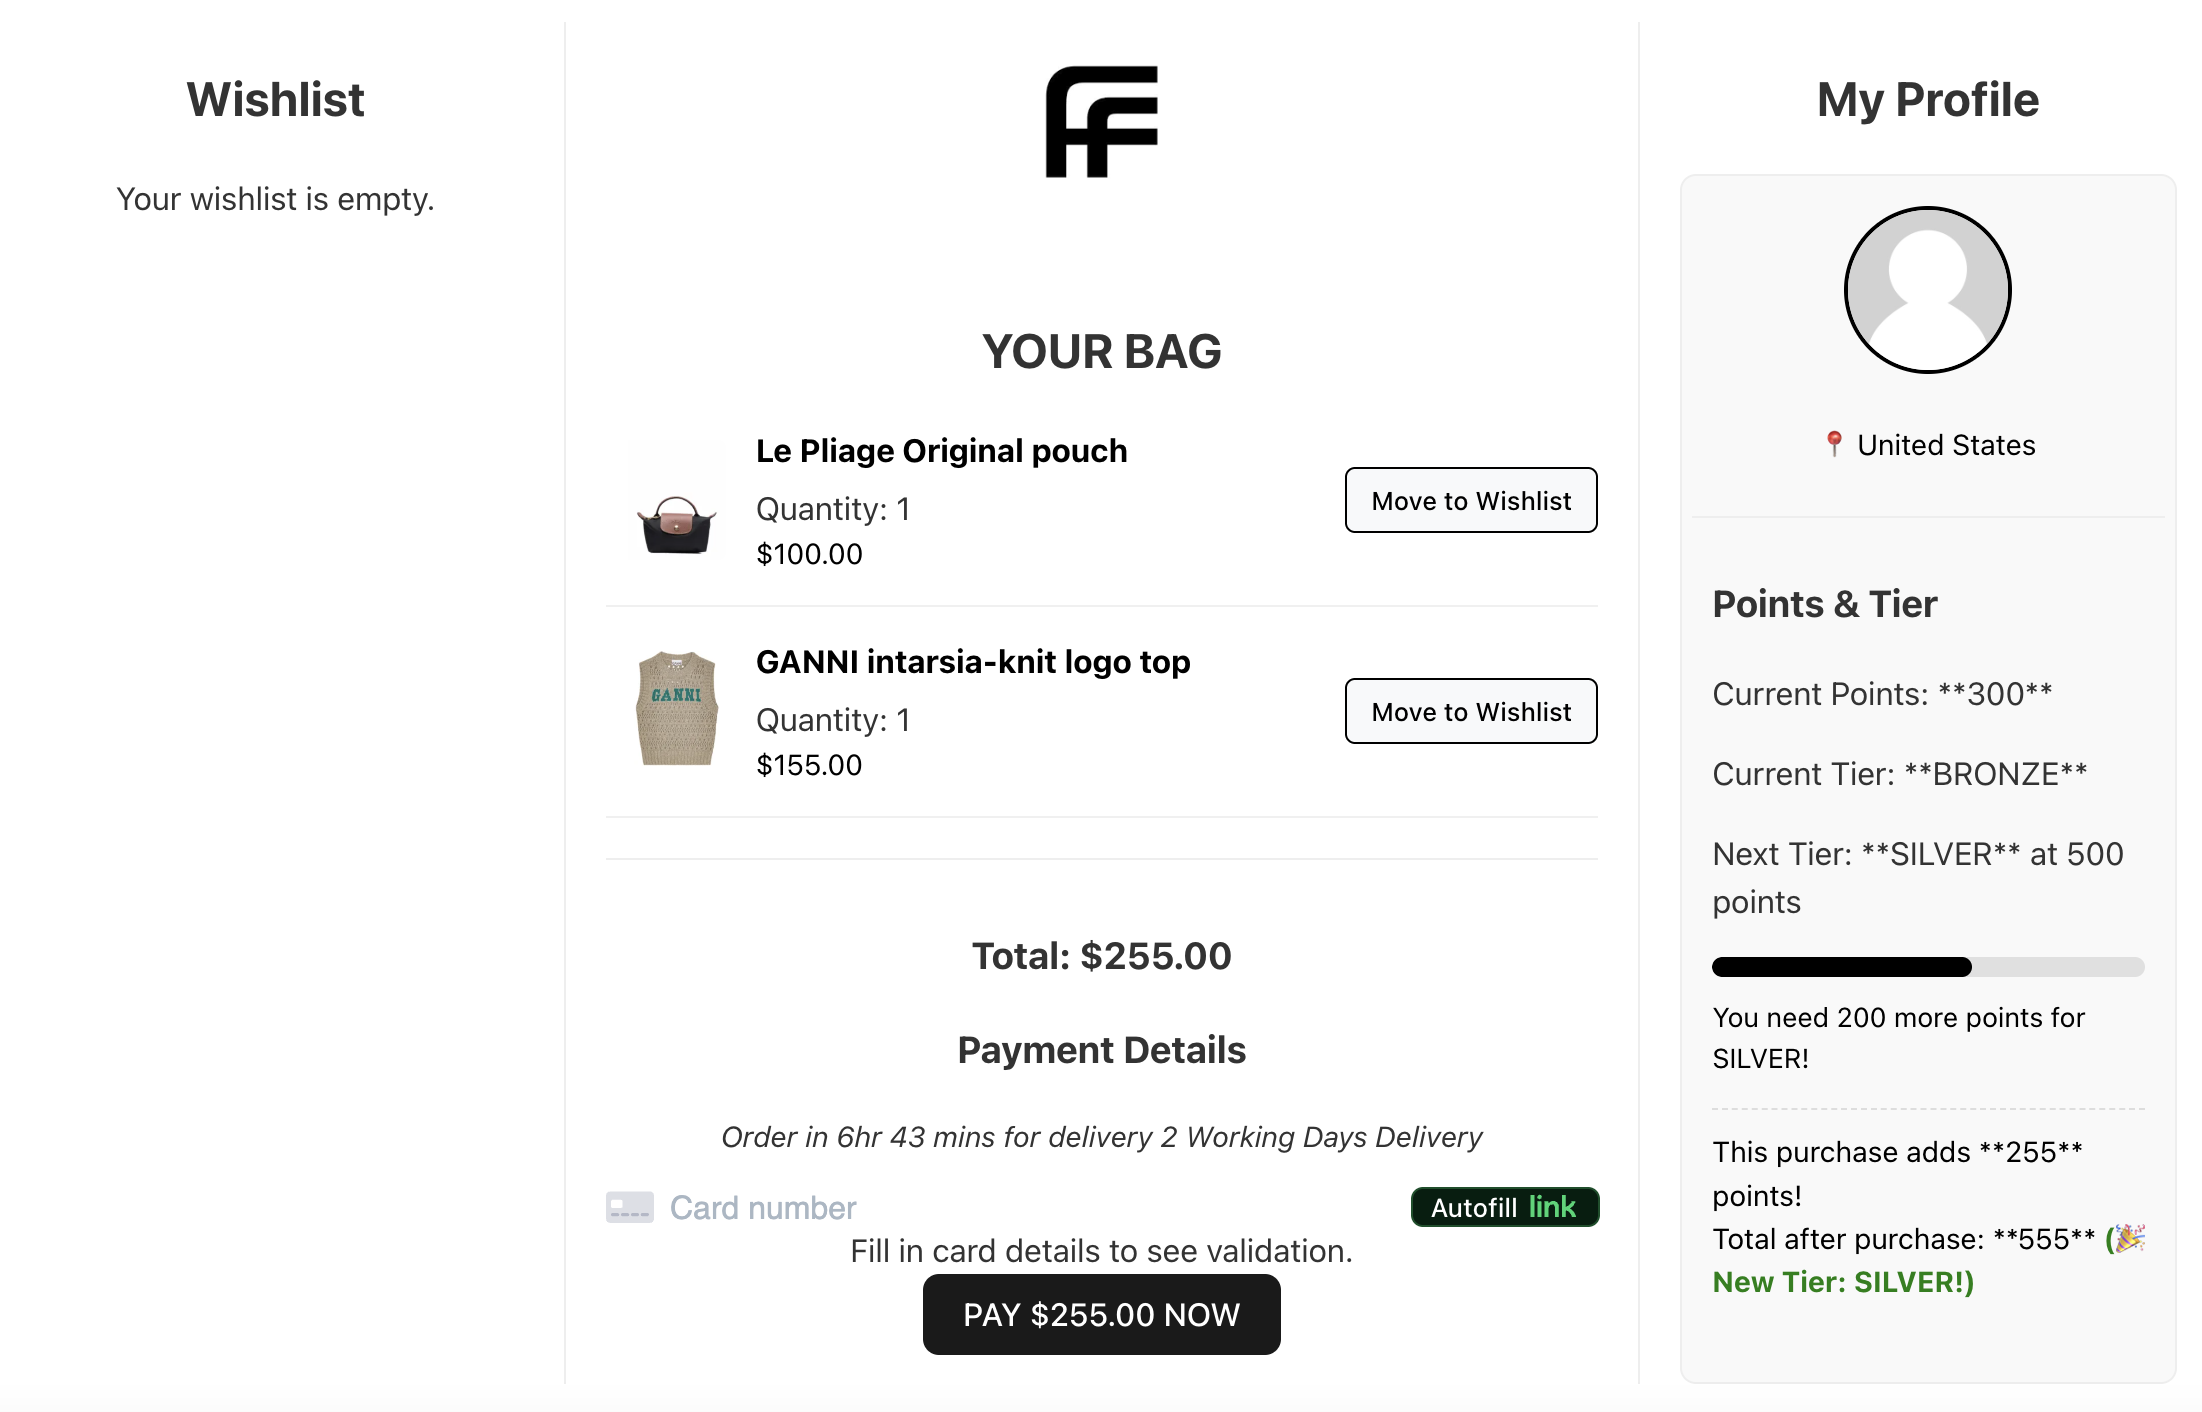 Wishlist
Your wishlist is empty.
YOUR BAG
Le Pliage Original pouch
Quantity: 1
$100.00
Move to Wishlist
GANNI
GANNI intarsia-knit logo top
Quantity: 1
$155.00
Move to Wishlist
Total: $255.00
Payment Details
Order in 6hr 43 mins for delivery 2 Working Days Delivery
Card number
Autofill link
Fill in card details to see validation.
PAY $255.00 NOW
My Profile
📍 United States
Points & Tier
Current Points: **300**
Current Tier: **BRONZE**
Next Tier: **SILVER** at 500
points
You need 200 more points for
SILVER!
This purchase adds **255**
points!
Total after purchase: **555** (🎉
New Tier: SILVER!)